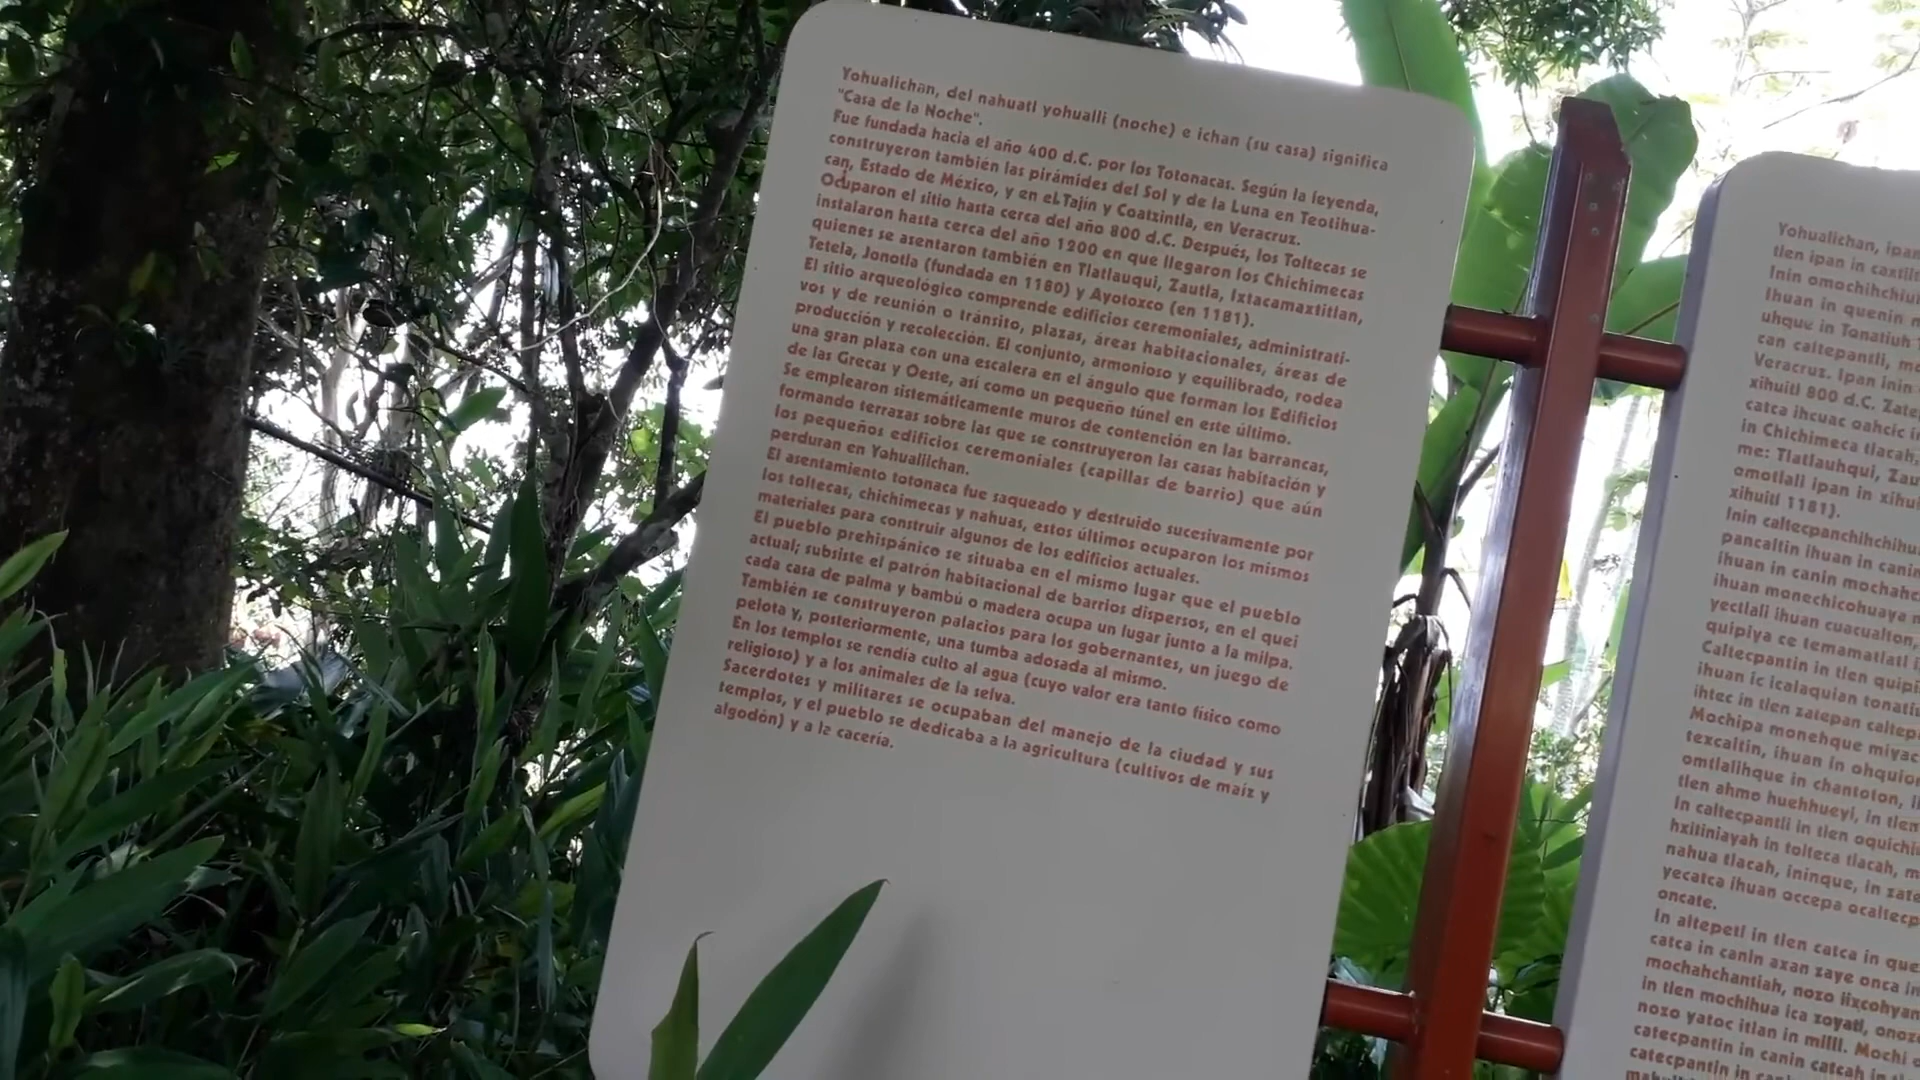 Yohualichan, del nahuatl yohualli (noche) e ichan (su casa) significa
"Casa de la Noche".
Fue fundada hacia el año 400 d.C. por los Totonacas. Según la leyenda,
construyeron también las pirámides del Sol y de la Luna en Teotihua-
can, Estado de México, y en el Tajín y Coatzintla, en Veracruz.
Ocuparon el sitio hasta cerca del año 800 d.C. Después, los Toltecas se
instalaron hasta cerca del año 1200 en que llegaron los Chichimecas
quienes se asentaron también en Tlatlauqui, Zautla, Ixtacamaxtitlan,
Tetela, Jonotla (fundada en 1180) y Ayotoxco (en 1181).
El sitio arqueológico comprende edificios ceremoniales, administrati-
vos y de reunión o tránsito, plazas, áreas habitacionales, áreas de
producción y recolección. El conjunto, armonioso y equilibrado, rodea
una gran plaza con una escalera en el ángulo que forman los Edificios
de las Grecas y Oeste, así como un pequeño túnel en este último.
Se emplearon sistemáticamente muros de contención en las barrancas,
formando terrazas sobre las que se construyeron las casas habitación y
los pequeños edificios ceremoniales (capillas de barrio) que aún
perduran en Yohualiichan.
El asentamiento totonaca fue saqueado y destruido sucesivamente por
los toltecas, chichimecas y nahuas, estos últimos ocuparon los mismos
materiales para construir algunos de los edificios actuales.
El pueblo prehispánico se situaba en el mismo lugar que el pueblo
actual; subsiste el patrón habitacional de barrios dispersos, en el quei
cada casa de palma y bambú o madera ocupa un lugar junto a la milpa.
También se construyeron palacios para los gobernantes, un juego de
pelota y, posteriormente, una tumba adosada al mismo.
En los templos se rendía culto al agua (cuyo valor era tanto físico como
religioso) y a los animales de la selva.
Sacerdotes y militares se ocupaban del manejo de la ciudad y sus
templos, y el pueblo se dedicaba a la agricultura (cultivos de maíz y
algodón) y a la cacería.
Yohualichan, ipan
tlen ipan in
Inin omochihchiu
Ihuan in quenin
uhque in Tonatiuh
can caltepantli,
Veracruz. Ipan inin
xihuitl 800 d.C.
catca ihcuac oahcic
in Chichimeca tlacah,
me: Tlatlauhqui,
omotlali ipan in
xihuitl 1181).
Inin
pancaltin ihuan in canin
ihuan in canin
ihuan monechicohuaya
yectlali ihuan cuacualton,
quipiya ce temamatlatl
Caltecpantin in tlen
ihuan ic icalaquian
ihtec in tlen zatepan
Mochipa monehque
texcaltin, ihuan in
omtlalihque in chantoton,
tlen ahmo huehhueyi, in tlen
In caltecpantli in tlen
hxitiniayah in tolteca tlacah,
nahua tlacah, ininque, in
yecatca ihuan occepa
oncate.
In altepetl in tlen catca in
catca in canin axan zaye onca
mochahchantiah, nozo
in tlen mochihua ica zoyatl,
nozo yatoc itlan in milli. Mochi
catecpantin in canin catcah in
catecpantin in